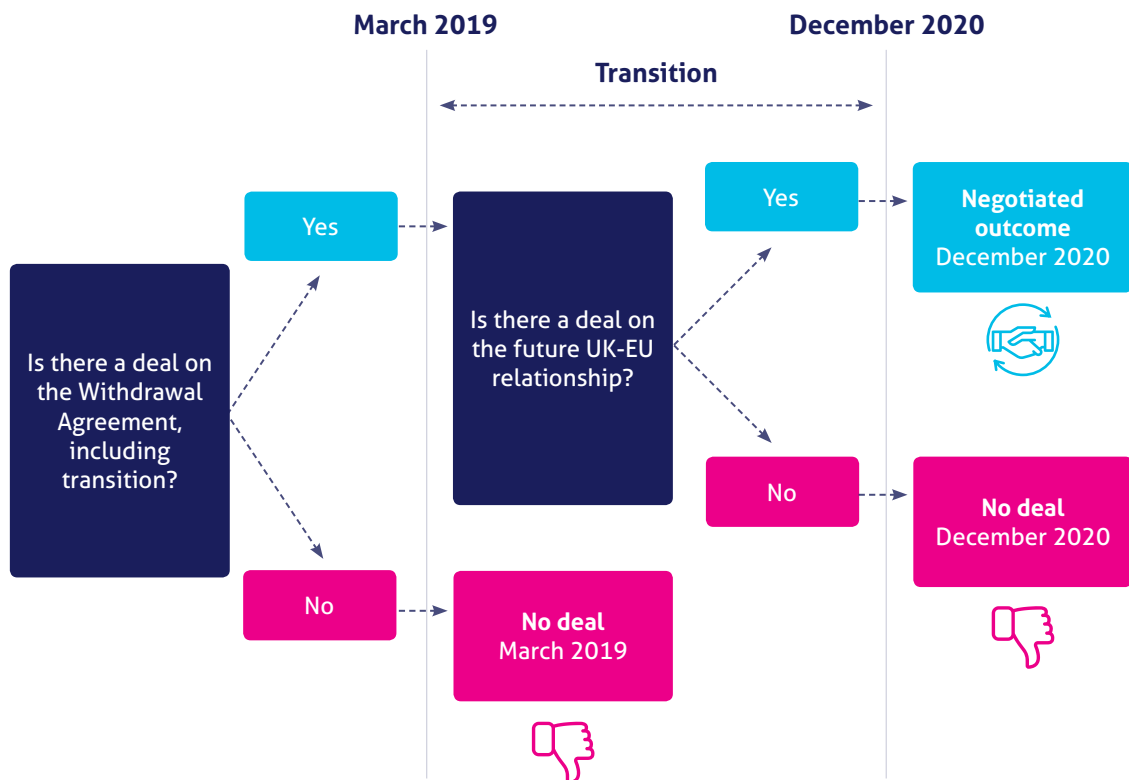 March 2019
December 2020
Transition
Is there a deal on
the Withdrawal
Agreement,
including
transition?
Yes
No
Is there a deal on
the future UK-EU
relationship?
No deal
March 2019
Yes
No
Negotiated
outcome
December 2020
No deal
December 2020